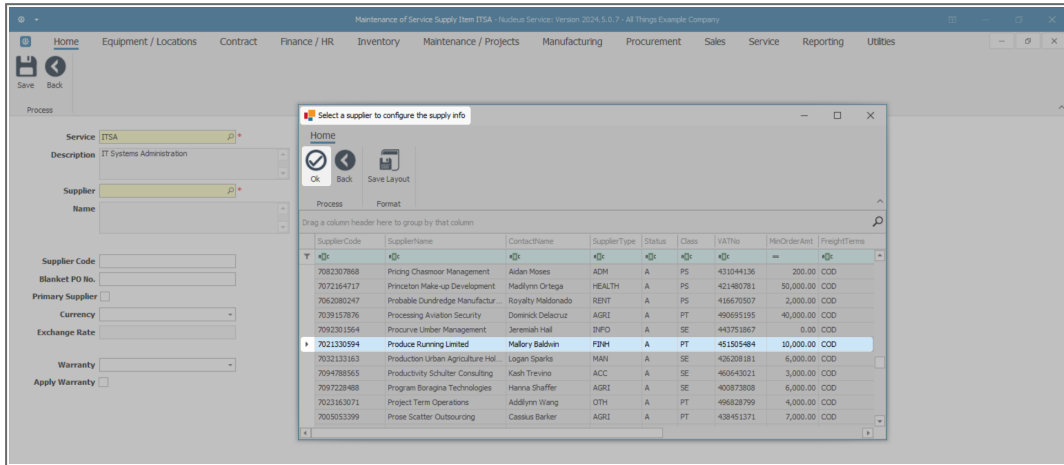 Maintenance of Service Supply Item ITSA - Nucleus Service: Version 2024.5.0.7 - All Things Example Company
Home Equipment / Locations Contract Finance / HR Inventory Maintenance / Projects Manufacturing Procurement Sales Service Reporting Utilities
Save Back
Process
Service ITSA *
Description IT Systems Administration
Supplier *
Name
Supplier Code
Blanket PO No.
Primary Supplier
Currency
Exchange Rate
Warranty
Apply Warranty
Select a supplier to configure the supply info
Home
Ok Back Save Layout
Process Format
Drag a column header here to group by that column
SupplierCode SupplierName ContactName SupplierType Status Class VATNo MinOrderAmt FreightTerms
=
7082307868 Pricing Chasmoor Management Aidan Moses ADM A PS 431044136 200.00 COD
7072164717 Princeton Make-up Development Madilynn Ortega HEALTH A PS 421480781 50,000.00 COD
7062080247 Probable Dundredge Manufactur... Royalty Maldonado RENT A PS 416670507 2,000.00 COD
7039157876 Processing Aviation Security Dominick Delacruz AGRI A PT 490695195 40,000.00 COD
7092301564 Procurve Umber Management Jeremiah Hail INFO A SE 443751867 0.00 COD
7021330594 Produce Running Limited Mallory Baldwin FINH A PT 451505484 10,000.00 COD
7032133163 Production Urban Agriculture Hol... Logan Sparks MAN A SE 426208181 6,000.00 COD
7094788565 Productivity Schulter Consulting Kash Trevino ACC A SE 460643021 3,000.00 COD
7097228488 Program Boragina Technologies Hanna Shaffer AGRI A SE 400873808 6,000.00 COD
7023163071 Project Term Operations Addilynn Wang OTH A PT 496828799 4,000.00 COD
7005053399 Prose Scatter Outsourcing Cassius Barker AGRI A PT 438451371 7,000.00 COD